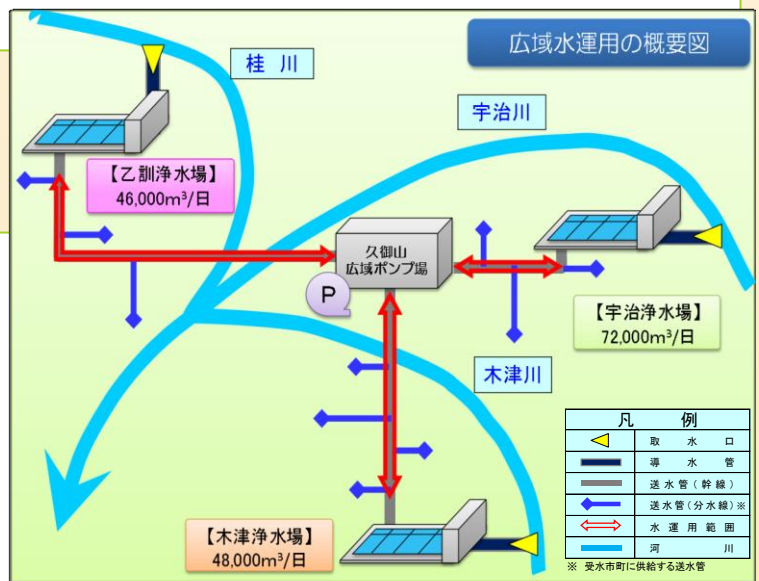 広域水運用の概要図
桂 川
宇治川
【乙訓浄水場】
46,000m³/日
久御山
広域ポンプ場
P
【宇治浄水場】
72,000m³/日
木津川
【木津浄水場】
48,000m³/日
凡 例
取 水 口
導 水 管
送水管(幹線)
送水管(分水線)※
水 運 用 範 囲
河 川
※ 受水市町に供給する送水管